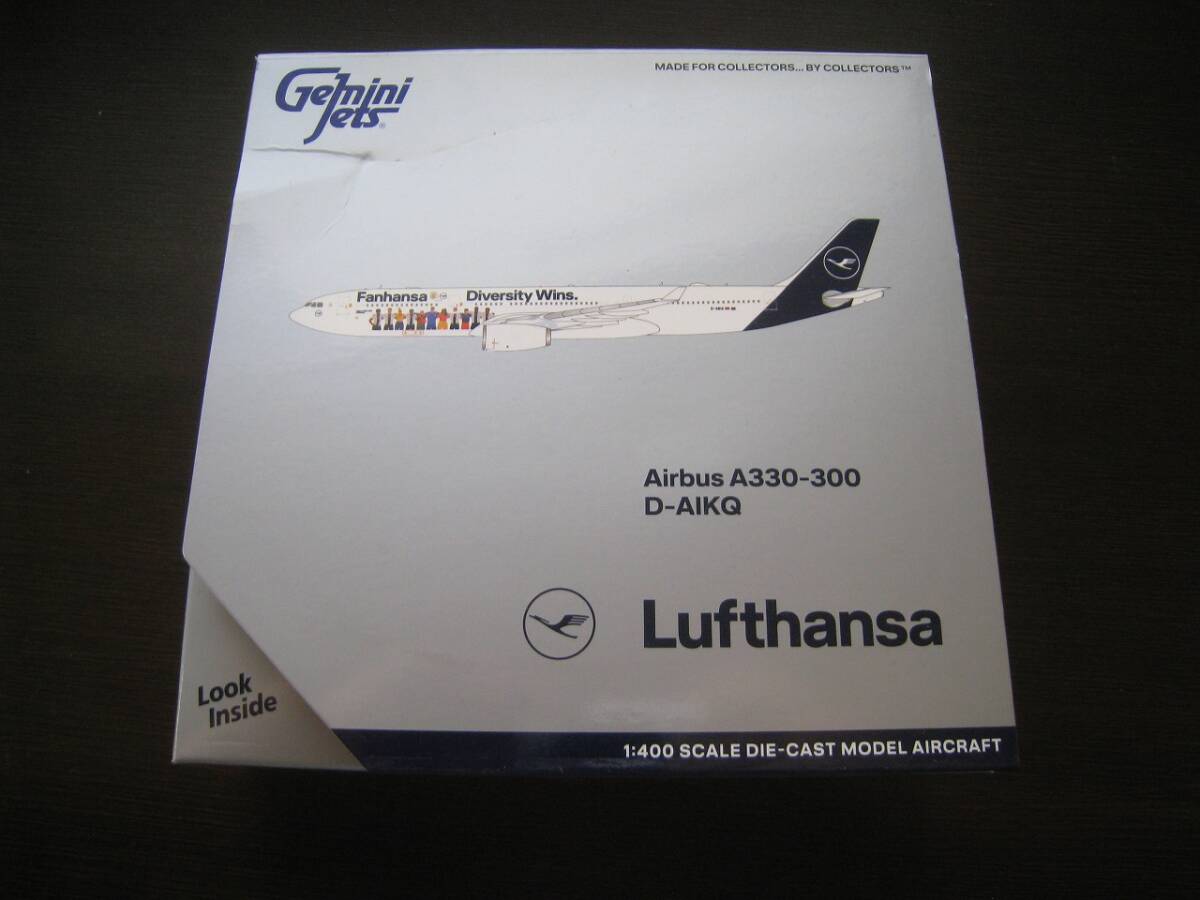 Gemini Jets®
MADE FOR COLLECTORS... BY COLLECTORS™
Fanhansa Diversity Wins.
Airbus A330-300
D-AIKQ
Lufthansa
Look
Inside
1:400 SCALE DIE-CAST MODEL AIRCRAFT